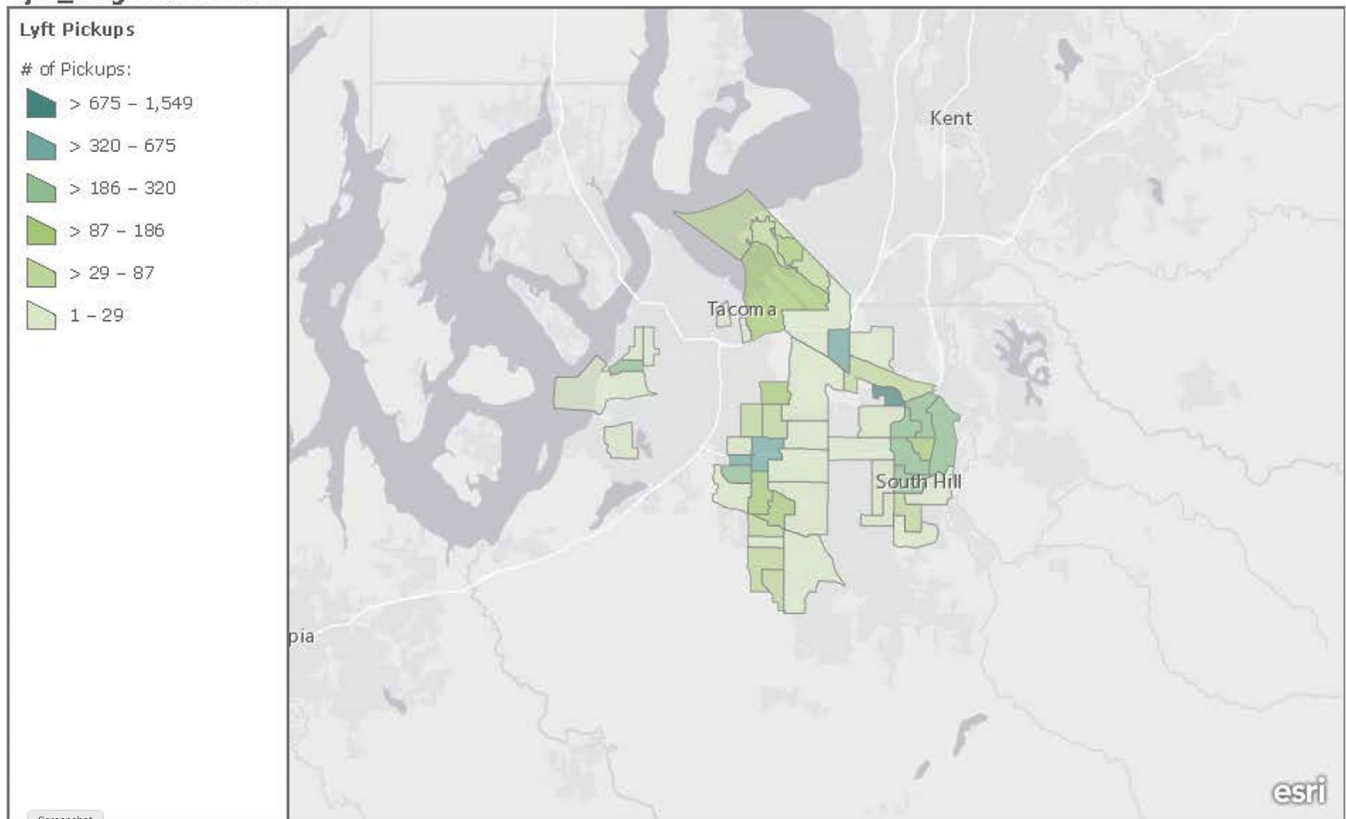 Lyft Pickups
# of Pickups:
> 675 – 1,549
> 320 – 675
> 186 – 320
> 87 – 186
> 29 – 87
1 – 29
Kent
Tacoma
South Hill
pia
esri
Screenshot